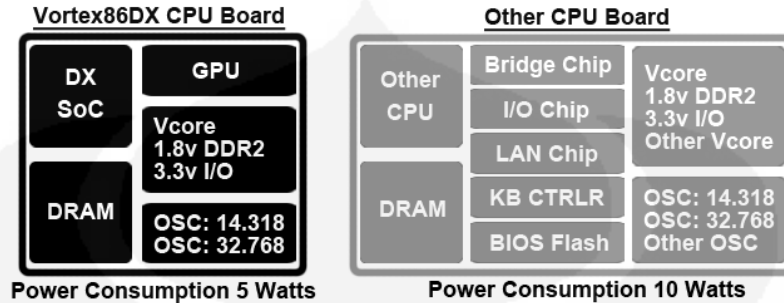 Vortex86DX CPU Board
DX
SoC
GPU
Vcore
1.8v DDR2
3.3v I/O
DRAM
OSC: 14.318
OSC: 32.768
Power Consumption 5 Watts
Other CPU Board
Other
CPU
Bridge Chip
I/O Chip
LAN Chip
Vcore
1.8v DDR2
3.3v I/O
Other Vcore
DRAM
KB CTRLR
BIOS Flash
OSC: 14.318
OSC: 32.768
Other OSC
Power Consumption 10 Watts